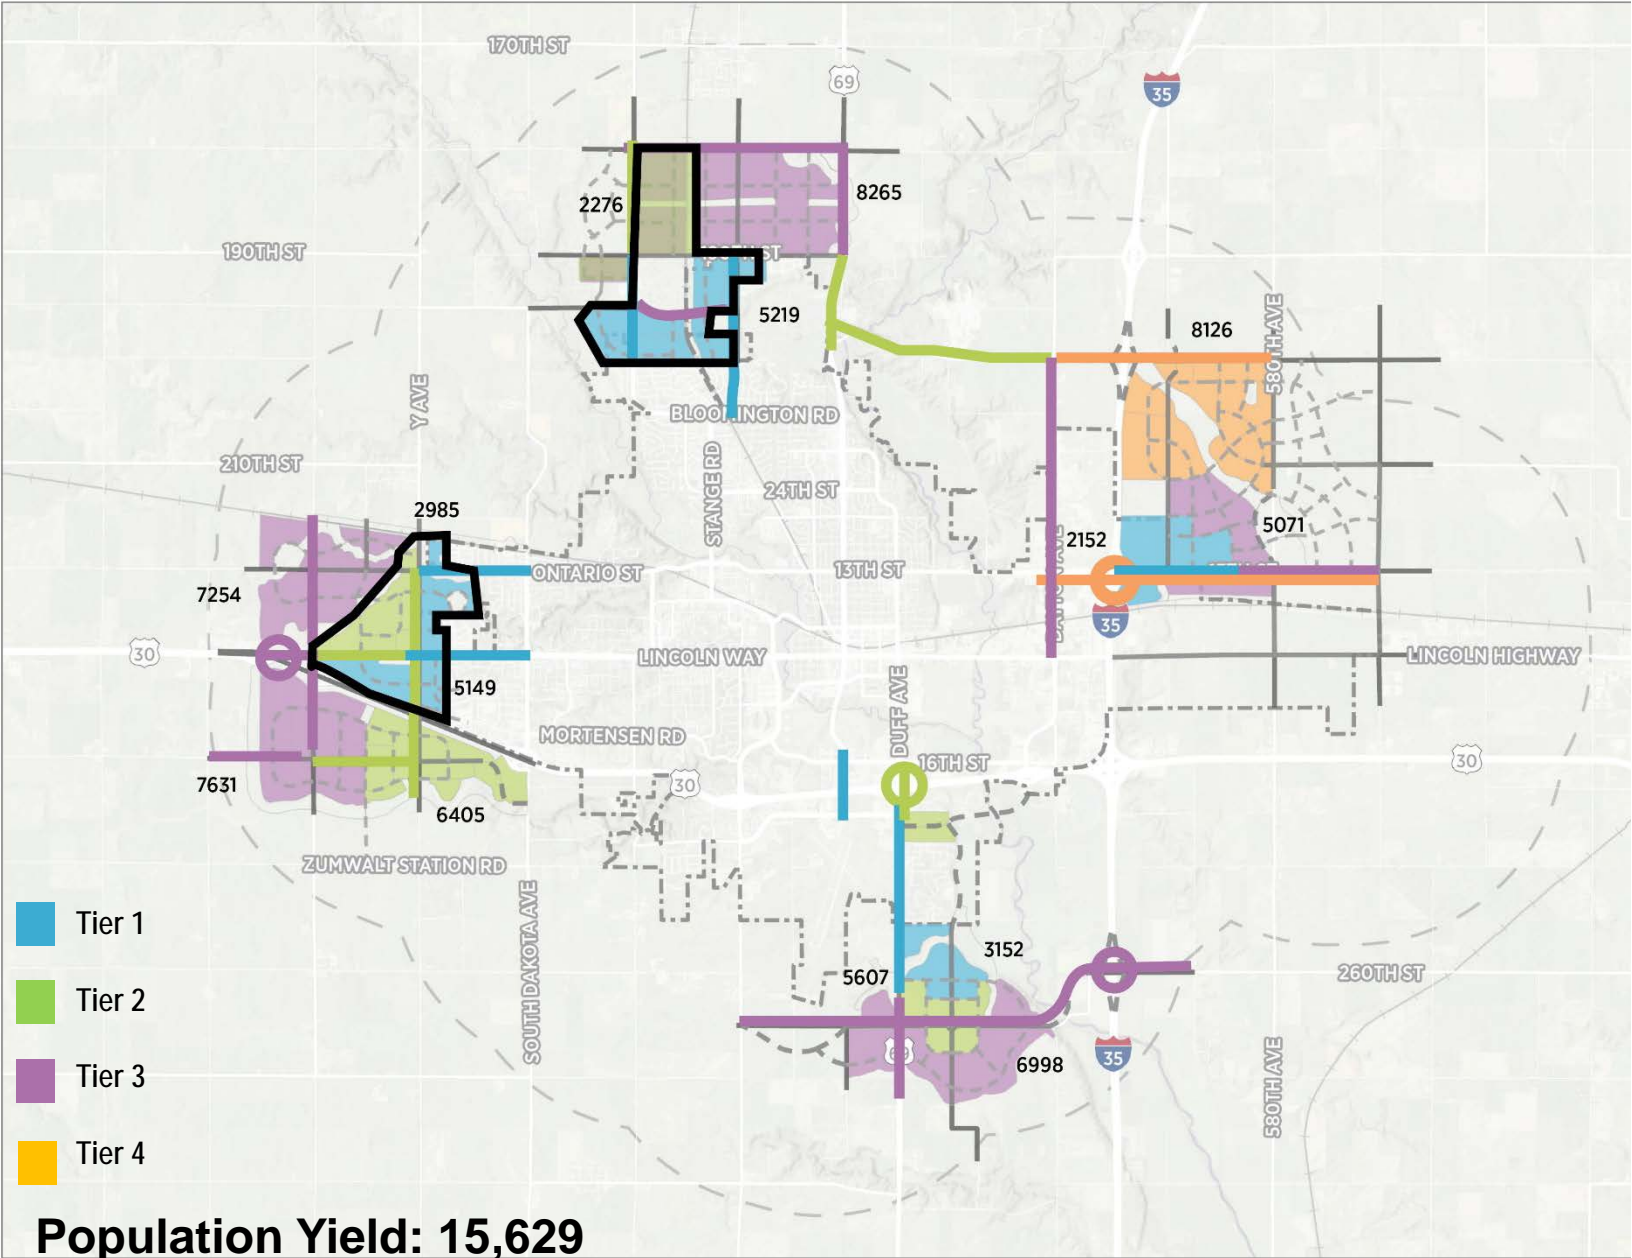 170TH ST
69
35
8265
2276
190TH ST
5219
8126
580TH AVE
Y AVE
BLOOMINGTON RD
210TH ST
STANGE RD
24TH ST
2985
5071
2152
ONTARIO ST
13TH ST
7254
35
30
LINCOLN WAY
LINCOLN HIGHWAY
5149
DUFF AVE
MORTENSEN RD
16TH ST
30
30
7631
6405
ZUMWALT STATION RD
SOUTH DAKOTA AVE
Tier 1
3152
5607
260TH ST
Tier 2
69
35
6998
580TH AVE
Tier 3
Tier 4
Population Yield: 15,629